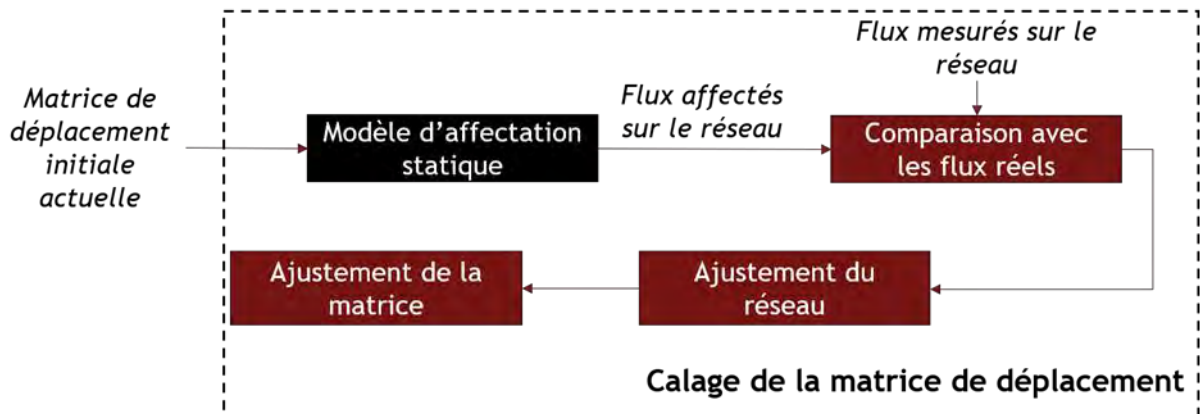 Flux mesurés sur le
réseau
Matrice de
déplacement
initiale
actuelle
Modèle d'affectation
statique
Flux affectés
sur le réseau
Comparaison avec
les flux réels
Ajustement de la
matrice
Ajustement du
réseau
Calage de la matrice de déplacement